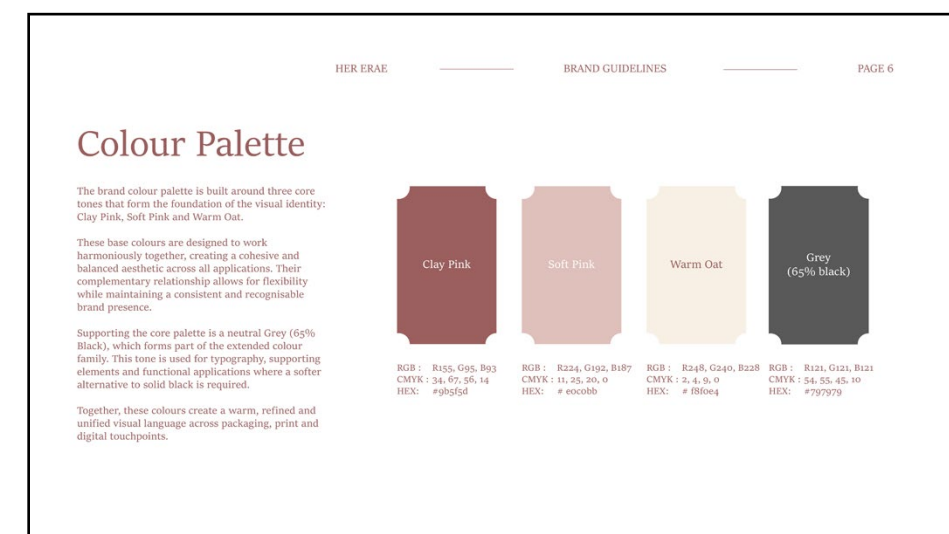 HER ERAE
BRAND GUIDELINES
PAGE 6
Colour Palette
The brand colour palette is built around three core
tones that form the foundation of the visual identity:
Clay Pink, Soft Pink and Warm Oat.
These base colours are designed to work
harmoniously together, creating a cohesive and
balanced aesthetic across all applications. Their
complementary relationship allows for flexibility
while maintaining a consistent and recognisable
brand presence.
Supporting the core palette is a neutral Grey (65%
Black), which forms part of the extended colour
family. This tone is used for typography, supporting
elements and functional applications where a softer
alternative to solid black is required.
Together, these colours create a warm, refined and
unified visual language across packaging, print and
digital touchpoints.
Clay Pink
RGB : R155, G95, B93
CMYK : 34, 67, 56, 14
HEX: #9b5f5d
Soft Pink
RGB : R224, G192, B187
CMYK : 11, 25, 20, 0
HEX: # e0c0bb
Warm Oat
RGB : R248, G240, B228
CMYK : 2, 4, 9, 0
HEX: # f8f0e4
Grey
(65% black)
RGB : R121, G121, B121
CMYK : 54, 55, 45, 10
HEX: #797979